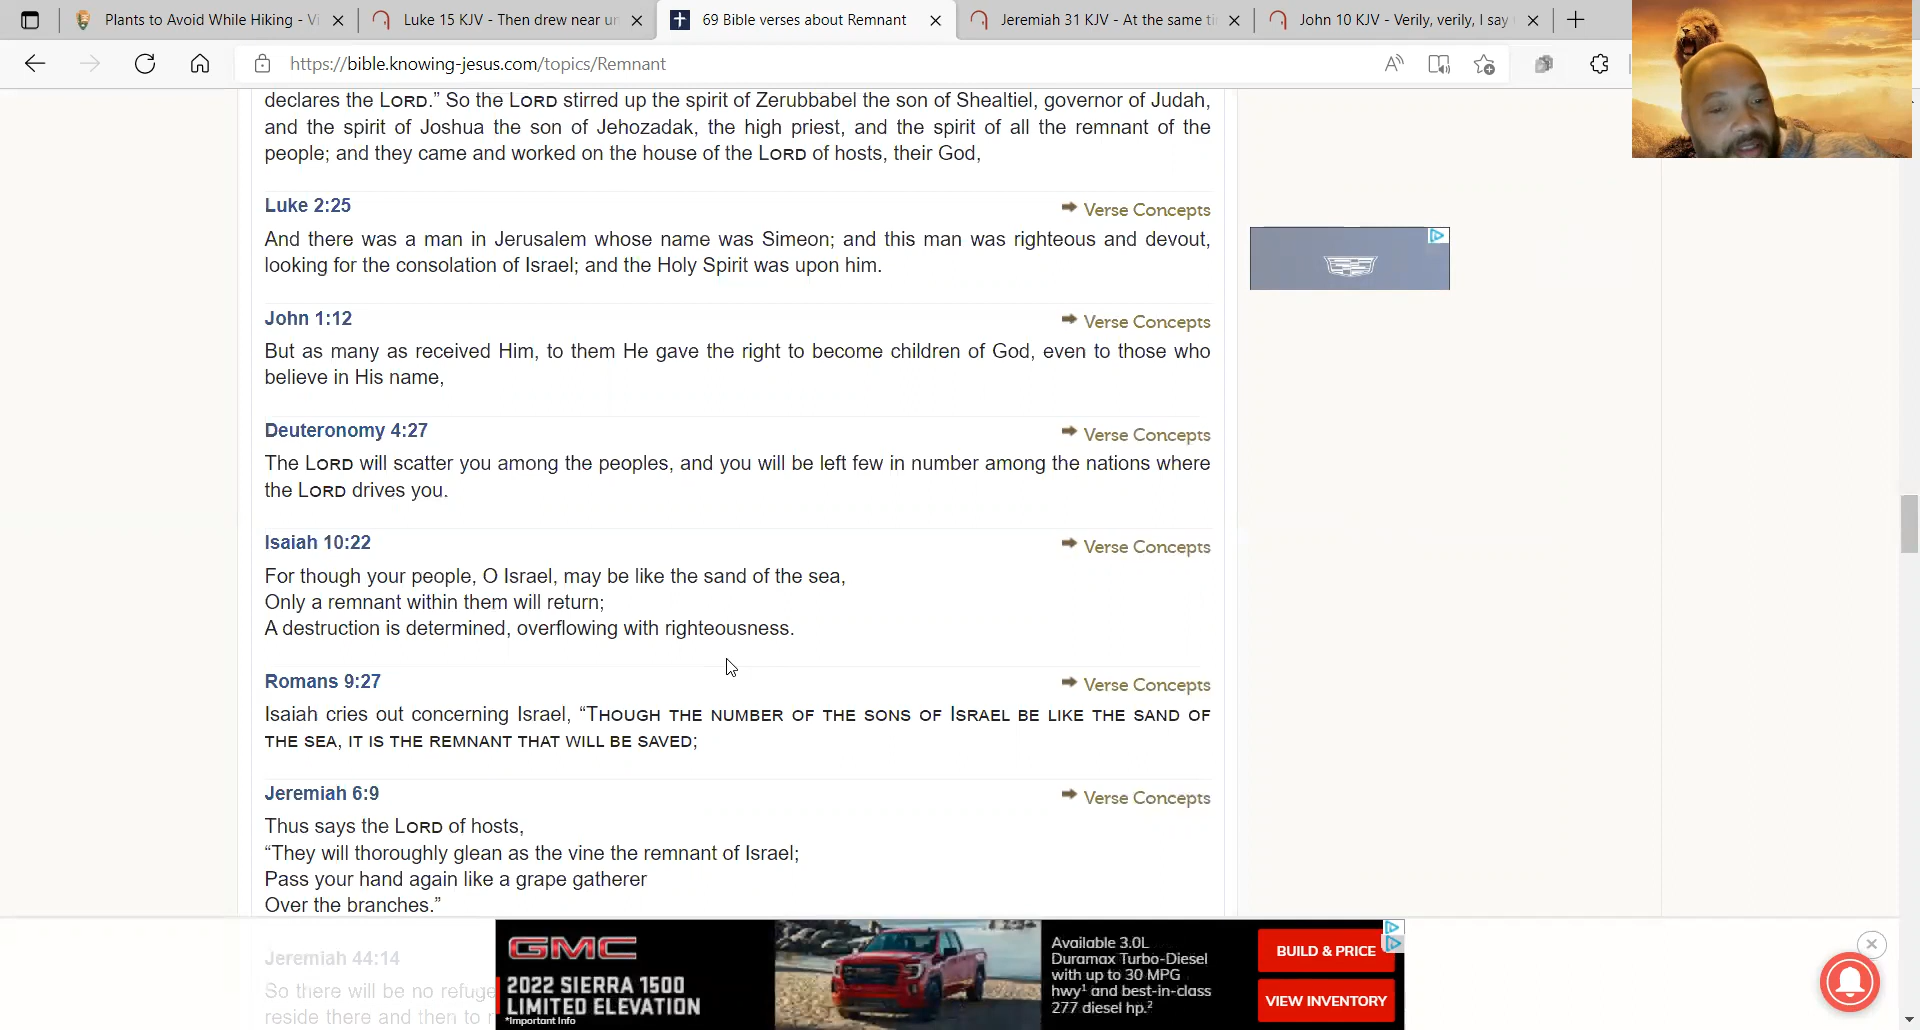 Plants to Avoid While Hiking - Vi
Luke 15 KJV - Then drew near un
69 Bible verses about Remnant
Jeremiah 31 KJV - At the same ti
John 10 KJV - Verily, verily, I say
https://bible.knowing-jesus.com/topics/Remnant
declares the LORD.” So the LORD stirred up the spirit of Zerubbabel the son of Shealtiel, governor of Judah,
and the spirit of Joshua the son of Jehozadak, the high priest, and the spirit of all the remnant of the
people; and they came and worked on the house of the LORD of hosts, their God,
Luke 2:25
Verse Concepts
And there was a man in Jerusalem whose name was Simeon; and this man was righteous and devout,
looking for the consolation of Israel; and the Holy Spirit was upon him.
John 1:12
Verse Concepts
But as many as received Him, to them He gave the right to become children of God, even to those who
believe in His name,
Deuteronomy 4:27
Verse Concepts
The LORD will scatter you among the peoples, and you will be left few in number among the nations where
the LORD drives you.
Isaiah 10:22
Verse Concepts
For though your people, O Israel, may be like the sand of the sea,
Only a remnant within them will return;
A destruction is determined, overflowing with righteousness.
Romans 9:27
Verse Concepts
Isaiah cries out concerning Israel, “THOUGH THE NUMBER OF THE SONS OF ISRAEL BE LIKE THE SAND OF
THE SEA, IT IS THE REMNANT THAT WILL BE SAVED;
Jeremiah 6:9
Verse Concepts
Thus says the LORD of hosts,
“They will thoroughly glean as the vine the remnant of Israel;
Pass your hand again like a grape gatherer
Over the branches.”
Jeremiah 44:14
So there will be no refuge
reside there and then to r
GMC
2022 SIERRA 1500
LIMITED ELEVATION
*Important Info
Available 3.0L
Duramax Turbo-Diesel
with up to 30 MPG
hwy¹ and best-in-class
277 diesel hp.²
BUILD & PRICE
VIEW INVENTORY